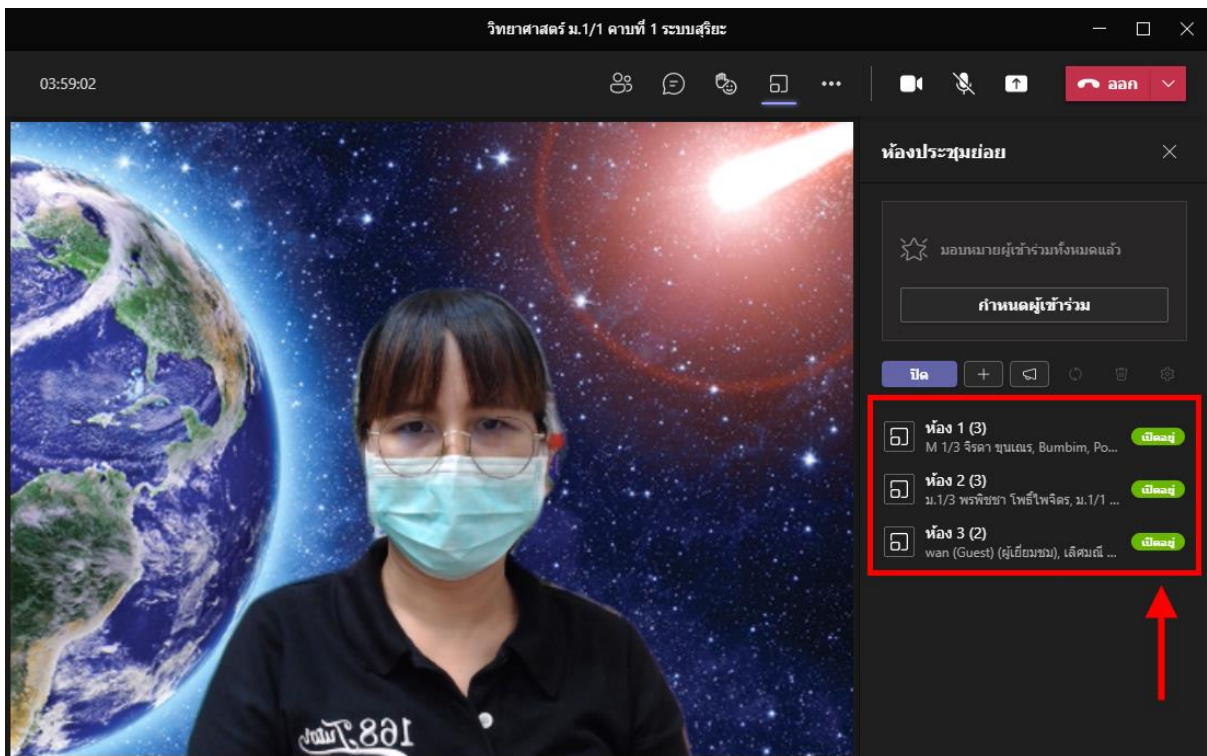 วิทยาศาสตร์ ม.1/1 คาบที่ 1 ระบบสุริยะ
03:59:02
ออก
ห้องประชุมย่อย
มอบหมายผู้เข้าร่วมทั้งหมดแล้ว
กำหนดผู้เข้าร่วม
ปิด
ห้อง 1 (3)
เปิดอยู่
M 1/3 จิรดา ขุนเณร, Bumbim, Po...
ห้อง 2 (3)
เปิดอยู่
ม.1/3 พรพิชชา โพธิ์ไพจิตร, ม.1/1 ...
ห้อง 3 (2)
เปิดอยู่
wan (Guest) (ผู้เยี่ยมชม), เลิศมณี ...
168 Tutor